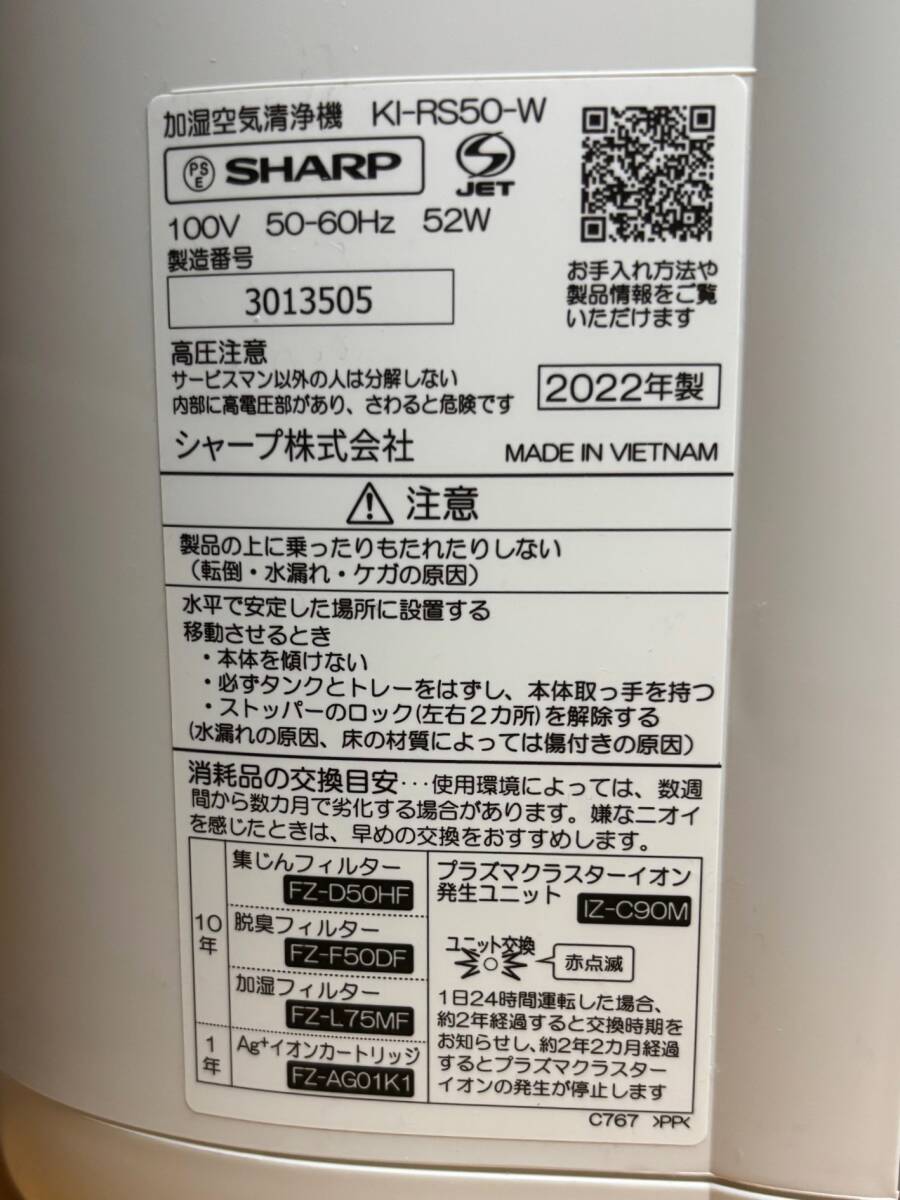 加湿空気清浄機 KI-RS50-W
PS E SHARP
JET
100V 50-60Hz 52W
製造番号
3013505
お手入れ方法や
製品情報をご覧
いただけます
高圧注意
サービスマン以外の人は分解しない
内部に高電圧部があり、さわると危険です
2022年製
シャープ株式会社
MADE IN VIETNAM
注意
製品の上に乗ったりもたれたりしない
(転倒・水漏れ・ケガの原因)
水平で安定した場所に設置する
移動させるとき
・本体を傾けない
・必ずタンクとトレーをはずし、本体取っ手を持つ
・ストッパーのロック(左右2カ所)を解除する
(水漏れの原因、床の材質によっては傷付きの原因)
消耗品の交換目安…使用環境によっては、数週
間から数カ月で劣化する場合があります。嫌なニオイ
を感じたときは、早めの交換をおすすめします。
10年
集じんフィルター
FZ-D50HF
脱臭フィルター
FZ-F50DF
加湿フィルター
FZ-L75MF
1年
Ag+イオンカートリッジ
FZ-AG01K1
プラズマクラスターイオン
発生ユニット IZ-C90M
ユニット交換
赤点滅
1日24時間運転した場合、
約2年経過すると交換時期を
お知らせし、約2年2カ月経過
するとプラズマクラスター
イオンの発生が停止します
C767 >PP<